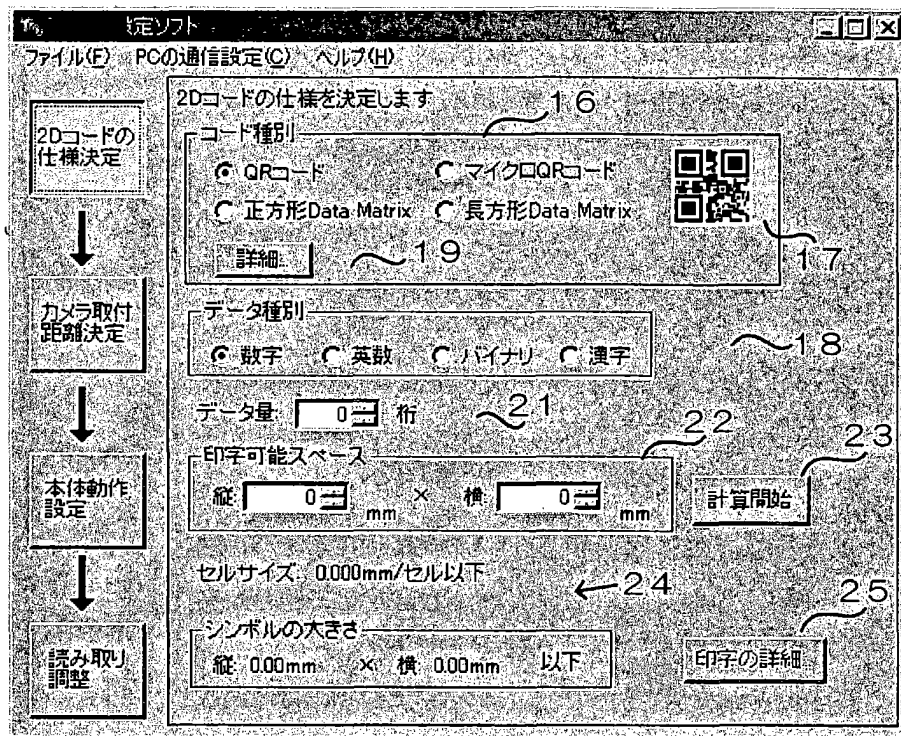 定ソフト
ファイル(F) PCの通信設定(C) ヘルプ(H)
2Dコードの
仕様決定
カメラ取付
距離決定
本体動作
設定
読み取り
調整
2Dコードの仕様を決定します
16
コード種別
QRコード マイクロQRコード
正方形Data Matrix 長方形Data Matrix
17
詳細
19
データ種別
18
数字 英数 バイナリ 漢字
データ量 0 桁
21
22
印字可能スペース
23
縦 0 mm × 横 0 mm
計算開始
セルサイズ: 0.000mm/セル以下
24
25
シンボルの大きさ
縦 0.00mm × 横 0.00mm 以下
印字の詳細